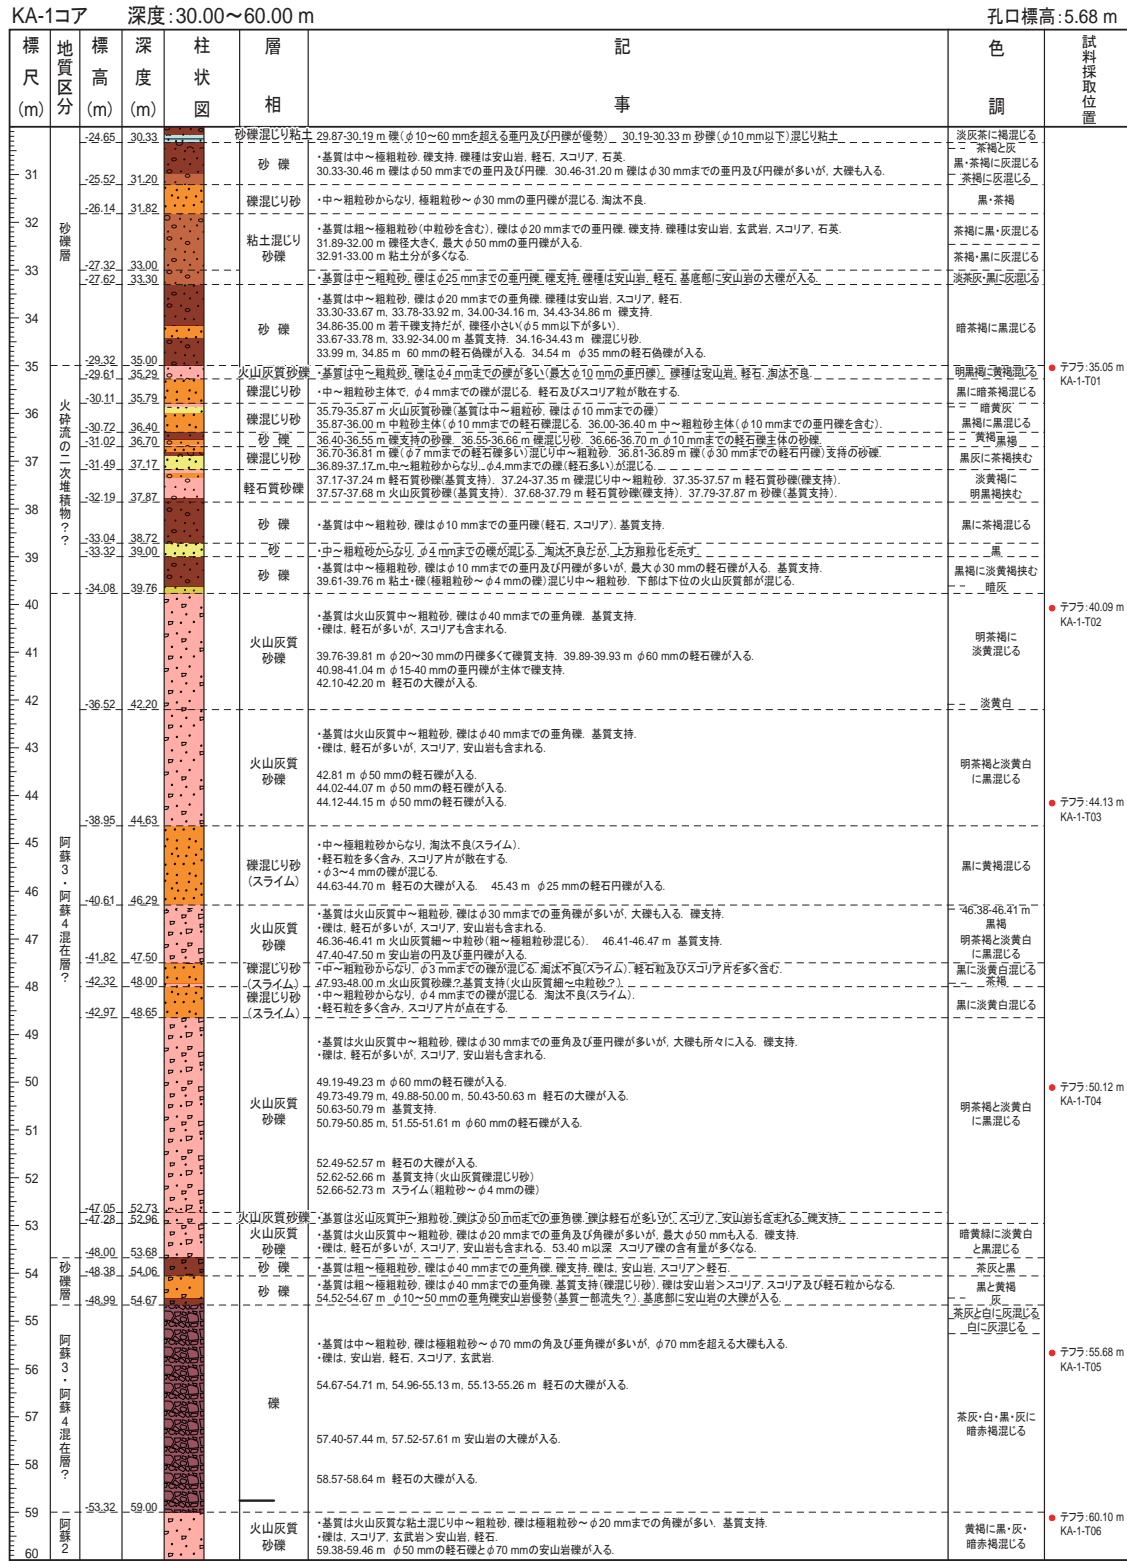 KA-1コア 深度:30.00～60.00 m 孔口標高:5.68 m
標尺(m) 地質区分 標高(m) 深度(m) 柱状図 層相 記事 色調 試料採取位置
-24.65 30.33 砂礫混じり粘土 29.87-30.19 m 礫(φ10～60 mmを超える亜円及び円礫が優勢) 30.19-30.33 m 砂礫(φ10 mm以下)混じり粘土 淡灰茶に褐混じる
砂礫層
31 -25.52 31.20 砂 礫
・基質は中～極粗粒砂. 礫支持. 礫種は安山岩, 軽石, スコリア, 石英.
30.33-30.46 m 礫はφ50 mmまでの亜円及び円礫. 30.46-31.20 m 礫はφ30 mmまでの亜円及び円礫が多いが, 大礫も入る.
茶褐と灰
黒・茶褐に灰混じる
茶褐に灰混じる
-26.14 31.82 礫混じり砂 ・中～粗粒砂からなり, 極粗粒砂～φ30 mmの亜円礫が混じる. 淘汰不良. 黒・茶褐
32
-27.32 33.00 粘土混じり砂礫
・基質は粗～極粗粒砂(中粒砂を含む), 礫はφ20 mmまでの亜円礫. 礫支持. 礫種は安山岩, 玄武岩, スコリア, 石英.
31.89-32.00 m 礫径大きく, 最大φ50 mmの亜円礫が入る.
32.91-33.00 m 粘土分が多くなる.
茶褐に黒・灰混じる
茶褐・黒に灰混じる
33 -27.62 33.30 ・基質は中～粗粒砂, 礫はφ25 mmまでの亜円礫. 礫支持. 礫種は安山岩, 軽石. 基底部に安山岩の大礫が入る. 淡茶灰・黒に灰混じる
34 -29.32 35.00 砂 礫
・基質は中～粗粒砂, 礫はφ20 mmまでの亜角礫. 礫種は安山岩, スコリア, 軽石.
33.30-33.67 m, 33.78-33.92 m, 34.00-34.16 m, 34.43-34.86 m 礫支持.
34.86-35.00 m 若干礫支持だが, 礫径小さい(φ5 mm以下が多い).
33.67-33.78 m, 33.92-34.00 m 基質支持. 34.16-34.43 m 礫混じり砂.
33.99 m, 34.85 m 60 mmの軽石偽礫が入る. 34.54 m φ35 mmの軽石偽礫が入る.
暗茶褐に黒混じる
火砕流の二次堆積物??
35 -29.61 35.29 火山灰質砂礫 ・基質は中～粗粒砂, 礫はφ4 mmまでの礫が多い(最大φ10 mmの亜円礫). 礫種は安山岩, 軽石. 淘汰不良. 明黒褐に黄褐混じる
テフラ:35.05 m
KA-1-T01
-30.11 35.79 礫混じり砂 ・中～粗粒砂主体で, φ4 mmまでの礫が入る. 軽石及びスコリア粒が散在する. 黒に暗茶褐混じる
36 -30.72 36.40 礫混じり砂
35.79-35.87 m 火山灰質砂礫(基質は中～粗粒砂, 礫はφ10 mmまでの礫)
35.87-36.00 m 中粒砂主体(φ10 mmまでの軽石礫混じる). 36.00-36.40 m 中～粗粒砂主体(φ10 mmまでの亜円礫を含む).
暗黄灰
黒褐に黒混じる
-31.02 36.70 砂 礫 36.40-36.55 m 礫支持の砂礫. 36.55-36.66 m 礫混じり砂. 36.66-36.70 m φ10 mmまでの軽石礫主体の砂礫. 黄褐 黒褐
37 -31.49 37.17 礫混じり砂
36.70-36.81 m 礫(φ7 mmまでの軽石礫多い)混じり中～粗粒砂. 36.81-36.89 m 礫(φ30 mmまでの軽石円礫)支持の砂礫.
36.89-37.17 m 中～粗粒砂からなり, φ4 mmまでの礫(軽石多い)が混じる.
黒灰に茶褐挟む
-32.19 37.87 軽石質砂礫
37.17-37.24 m 軽石質砂礫(基質支持). 37.24-37.35 m 礫混じり中～粗粒砂. 37.35-37.57 m 軽石質砂礫(礫支持).
37.57-37.68 m 火山灰質砂礫(基質支持). 37.68-37.79 m 軽石質砂礫(礫支持). 37.79-37.87 m 砂礫(基質支持).
淡黄褐に
明黒褐挟む
38 -33.04 38.72 砂 礫 ・基質は中～粗粒砂, 礫はφ10 mmまでの亜円礫(軽石, スコリア). 基質支持. 黒に茶褐混じる
39 -33.32 39.00 砂 ・中～粗粒砂からなり, φ4 mmまでの礫が混じる. 淘汰不良だが, 上方粗粒化を示す. 黒
-34.08 39.76 砂 礫
・基質は中～極粗粒砂, 礫はφ10 mmまでの亜円及び円礫が多いが, 最大φ30 mmの軽石礫が入る. 基質支持.
39.61-39.76 m 粘土・礫(極粗粒砂～φ4 mmの礫)混じり中～粗粒砂. 下部は下位の火山灰質部が混じる.
黒褐に淡黄褐挟む
暗灰
阿蘇3・阿蘇4混在層?
40 41 42 -36.52 42.20 火山灰質砂礫
・基質は火山灰質中～粗粒砂, 礫はφ40 mmまでの亜角礫. 基質支持.
・礫は, 軽石が多いが, スコリアも含まれる.
39.76-39.81 m φ20～30 mmの円礫多くて礫質支持. 39.89-39.93 m φ60 mmの軽石礫が入る.
40.98-41.04 m φ15-40 mmの亜円礫が主体で礫支持.
42.10-42.20 m 軽石の大礫が入る.
明茶褐に
淡黄混じる
淡黄白
テフラ:40.09 m
KA-1-T02
43 44 -38.95 44.63 火山灰質砂礫
・基質は火山灰質中～粗粒砂, 礫はφ40 mmまでの亜角礫. 基質支持.
・礫は, 軽石が多いが, スコリア, 安山岩も含まれる.
42.81 m φ50 mmの軽石礫が入る.
44.02-44.07 m φ50 mmの軽石礫が入る.
44.12-44.15 m φ50 mmの軽石礫が入る.
明茶褐と淡黄白
に黒混じる
テフラ:44.13 m
KA-1-T03
45 46 -40.61 46.29 礫混じり砂(スライム)
・中～極粗粒砂からなり, 淘汰不良(スライム).
・軽石粒を多く含み, スコリア片が散在する.
・φ3～4 mmの礫が混じる.
44.63-44.70 m 軽石の大礫が入る. 45.43 m φ25 mmの軽石円礫が入る.
黒に黄褐混じる
47 -41.82 47.50 火山灰質砂礫
・基質は火山灰質中～粗粒砂, 礫はφ30 mmまでの亜角礫が多いが, 大礫も入る. 礫支持.
・礫は, 軽石が多いが, スコリア, 安山岩も含まれる.
46.36-46.41 m 火山灰質細～中粒砂(粗～極粗粒砂混じる). 46.41-46.47 m 基質支持.
47.40-47.50 m 安山岩の円及び亜円礫が入る.
46.38-46.41 m
黒褐
明茶褐と淡黄白
に黒混じる
48 -42.32 48.00 礫混じり砂(スライム)
・中～粗粒砂からなり, φ3 mmまでの礫が混じる. 淘汰不良(スライム). 軽石粒及びスコリア片を多く含む.
47.93-48.00 m 火山灰質砂礫?基質支持(火山灰質細～中粒砂?).
黒に淡黄白混じる
茶褐
-42.97 48.65 礫混じり砂(スライム)
・中～粗粒砂からなり, φ4 mmまでの礫が混じる. 淘汰不良(スライム).
・軽石粒を多く含み, スコリア片が点在する.
黒に淡黄白混じる
49 50 51 52 -47.05 52.73 火山灰質砂礫
・基質は火山灰質中～粗粒砂, 礫はφ30 mmまでの亜角及び亜円礫が多いが, 大礫も所々に入る. 礫支持.
・礫は, 軽石が多いが, スコリア, 安山岩も含まれる.
49.19-49.23 m φ60 mmの軽石礫が入る.
49.73-49.79 m, 49.88-50.00 m, 50.43-50.63 m 軽石の大礫が入る.
50.63-50.79 m 基質支持.
50.79-50.85 m, 51.55-51.61 m φ60 mmの軽石礫が入る.
52.49-52.57 m 軽石の大礫が入る.
52.62-52.66 m 基質支持(火山灰質礫混じり砂)
52.66-52.73 m スライム(粗粒砂～φ4 mmの礫)
明茶褐と淡黄白
に黒混じる
テフラ:50.12 m
KA-1-T04
53 -47.28 52.96 火山灰質砂礫 ・基質は火山灰質中～粗粒砂, 礫はφ50 mmまでの亜角礫. 礫は軽石が多いが, スコリア, 安山岩も含まれる. 礫支持.
-48.00 53.68 火山灰質砂礫
・基質は火山灰質中～粗粒砂, 礫はφ20 mmまでの亜角及び角礫が多いが, 最大φ50 mmも入る. 礫支持.
・礫は, 軽石が多いが, スコリア, 安山岩も含まれる. 53.40 m以深 スコリア礫の含有量が多くなる.
暗黄緑に淡黄白
と黒混じる
砂礫層
54 -48.38 54.06 砂 礫 ・基質は粗～極粗粒砂, 礫はφ40 mmまでの亜角礫. 礫支持. 礫は, 安山岩, スコリア＞軽石. 茶灰と黒
-48.99 54.67 砂 礫
・基質は粗～極粗粒砂, 礫はφ40 mmまでの亜角礫. 基質支持(礫混じり砂). 礫は安山岩＞スコリア. スコリア及び軽石粒からなる.
54.52-54.67 m φ10～50 mmの亜角礫安山岩優勢(基質一部流失?). 基底部に安山岩の大礫が入る.
黒と黄褐
灰
阿蘇3・阿蘇4混在層?
55 56 57 58 59 -53.32 59.00 礫
・基質は中～粗粒砂, 礫は極粗粒砂～φ70 mmの角及び亜角礫が多いが, φ70 mmを超える大礫も入る.
・礫は, 安山岩, 軽石, スコリア, 玄武岩.
54.67-54.71 m, 54.96-55.13 m, 55.13-55.26 m 軽石の大礫が入る.
57.40-57.44 m, 57.52-57.61 m 安山岩の大礫が入る.
58.57-58.64 m 軽石の大礫が入る.
茶灰と白に灰混じる
白に灰混じる
茶灰・白・黒・灰に
暗赤褐混じる
テフラ:55.68 m
KA-1-T05
阿蘇2
60 火山灰質砂礫
・基質は火山灰質な粘土混じり中～粗粒砂, 礫は極粗粒砂～φ20 mmまでの角礫が多い. 基質支持.
・礫は, スコリア, 玄武岩＞安山岩, 軽石.
59.38-59.46 m φ50 mmの軽石礫とφ70 mmの安山岩礫が入る.
黄褐に黒・灰・
暗赤褐混じる
テフラ:60.10 m
KA-1-T06